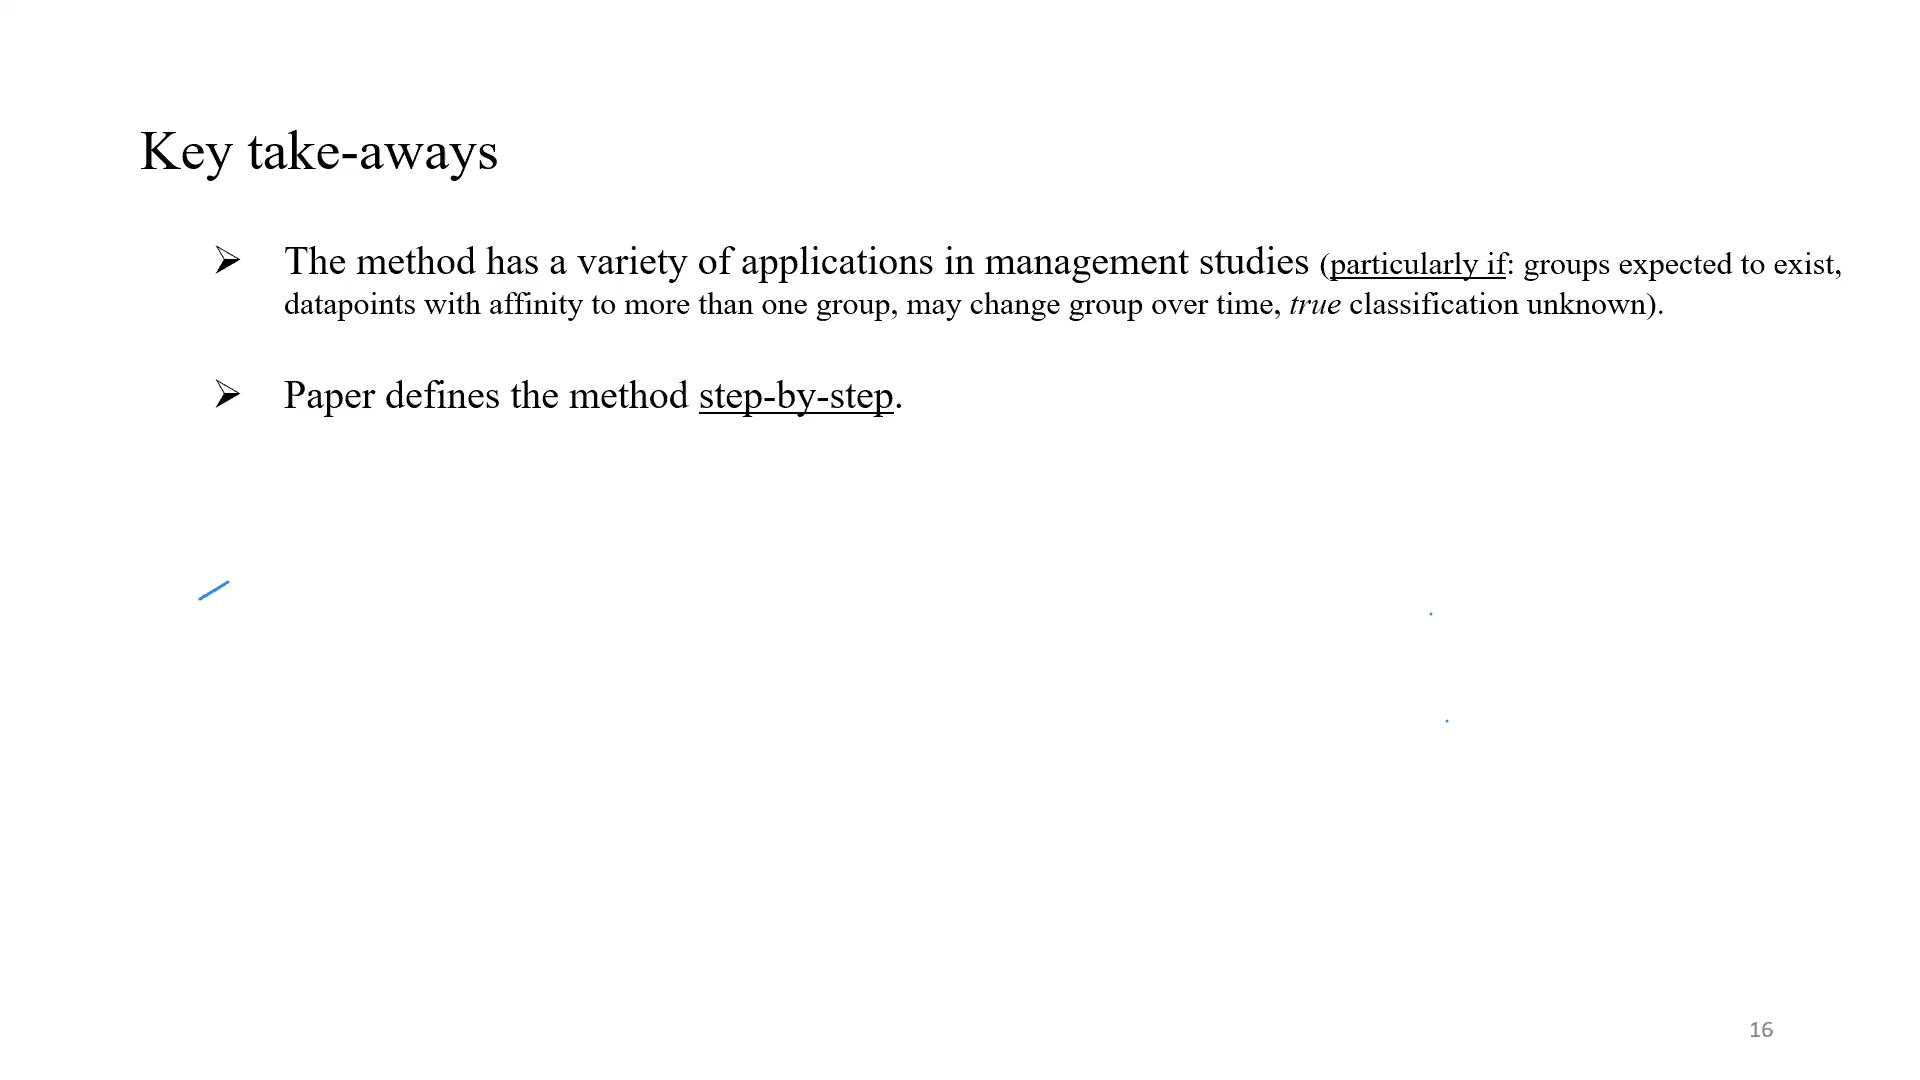 Key take-aways
➢ The method has a variety of applications in management studies (particularly if: groups expected to exist,
datapoints with affinity to more than one group, may change group over time, true classification unknown).
➢ Paper defines the method step-by-step.
16